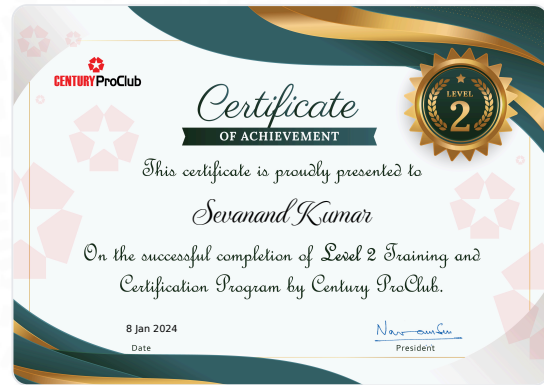 CENTURY ProClub
Certificate
OF ACHIEVEMENT
LEVEL
2
This certificate is proudly presented to
Sevanand Kumar
On the successful completion of Level 2 Training and
Certification Program by Century ProClub.
8 Jan 2024
Date
President